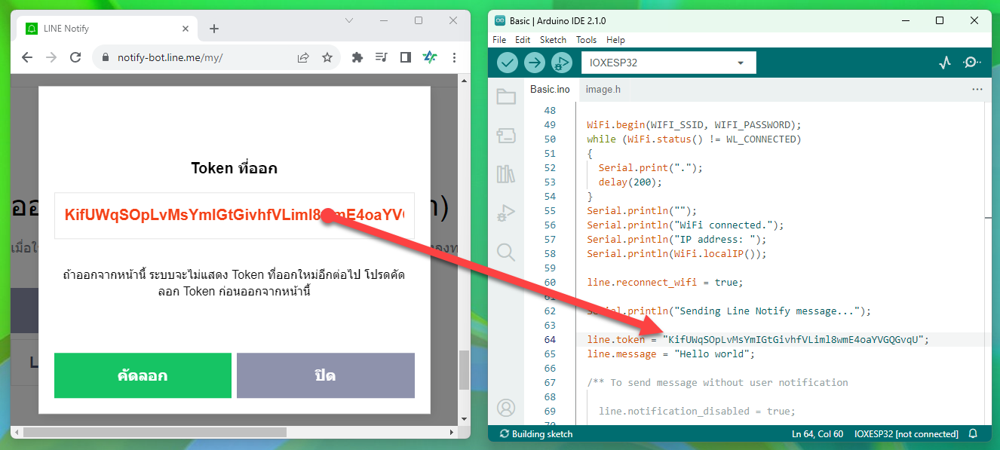 LINE Notify
notify-bot.line.me/my/
Token ที่ออก
KifUWqSOpLvMsYmIGtGivhfVLiml8wmE4oaYV
ถ้าออกจากหน้านี้ ระบบจะไม่แสดง Token ที่ออกใหม่อีกต่อไป โปรดคัด
ลอก Token ก่อนออกจากหน้านี้
คัดลอก
ปิด
Basic | Arduino IDE 2.1.0
File Edit Sketch Tools Help
IOXESP32
Basic.ino image.h
48
49 WiFi.begin(WIFI_SSID, WIFI_PASSWORD);
50 while (WiFi.status() != WL_CONNECTED)
51 {
52 Serial.print(".");
53 delay(200);
54 }
55 Serial.println("");
56 Serial.println("WiFi connected.");
57 Serial.println("IP address: ");
58 Serial.println(WiFi.localIP());
59
60 line.reconnect_wifi = true;
61
62 Serial.println("Sending Line Notify message...");
63
64 line.token = "KifUWqSOpLvMsYmIGtGivhfVLiml8wmE4oaYVGQGvqU";
65 line.message = "Hello world";
66
67 /** To send message without user notification
68
69 line.notification_disabled = true;
70
Building sketch
Ln 64, Col 60 IOXESP32 [not connected]